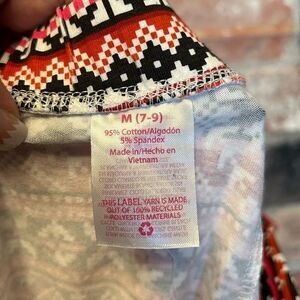 M (7-9)
95% Cotton/Algodón
5% Spandex
Made in/Hecho en
Vietnam
THIS LABEL YARN IS MADE
OUT OF 100% RECYCLED
POLYESTER MATERIALS